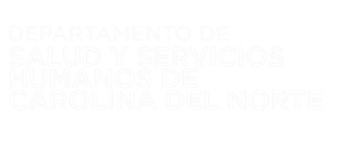 DEPARTAMENTO DE
SALUD Y SERVICIOS
HUMANOS DE
CAROLINA DEL NORTE